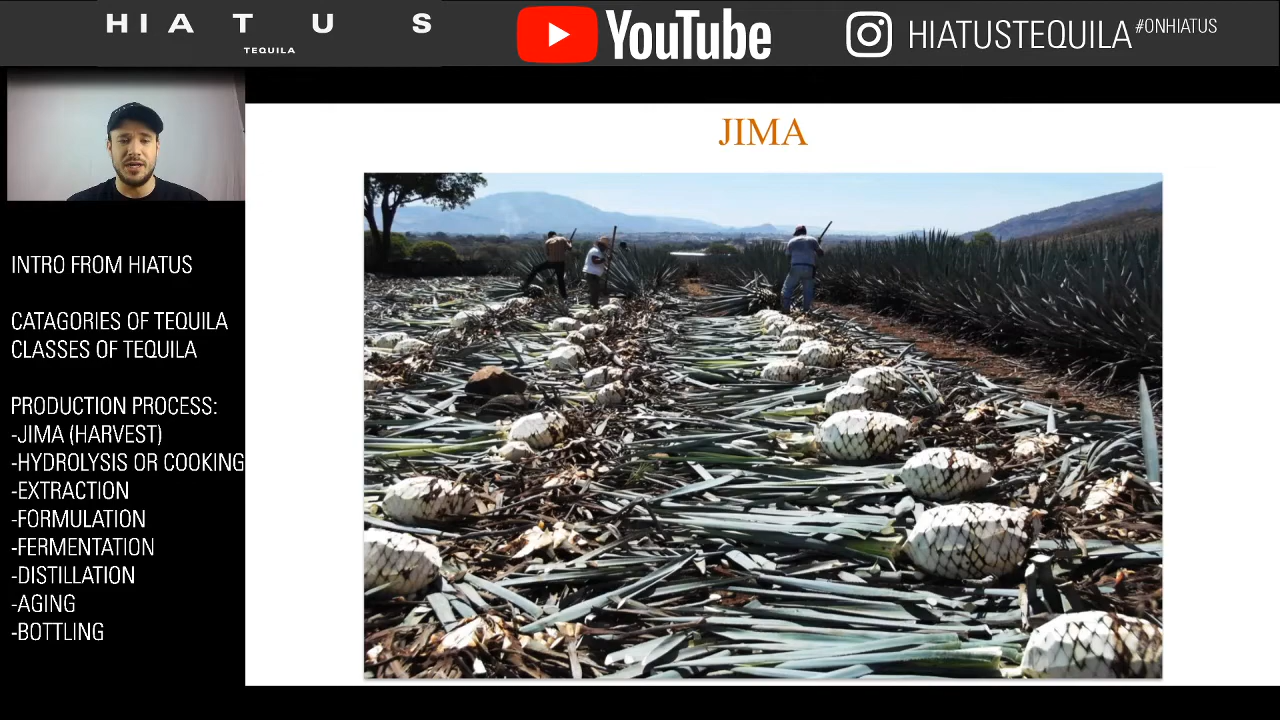 HIATUS
TEQUILA
YouTube
HIATUSTEQUILA #ONHIATUS
JIMA
INTRO FROM HIATUS
CATAGORIES OF TEQUILA
CLASSES OF TEQUILA
PRODUCTION PROCESS:
-JIMA (HARVEST)
-HYDROLYSIS OR COOKING
-EXTRACTION
-FORMULATION
-FERMENTATION
-DISTILLATION
-AGING
-BOTTLING